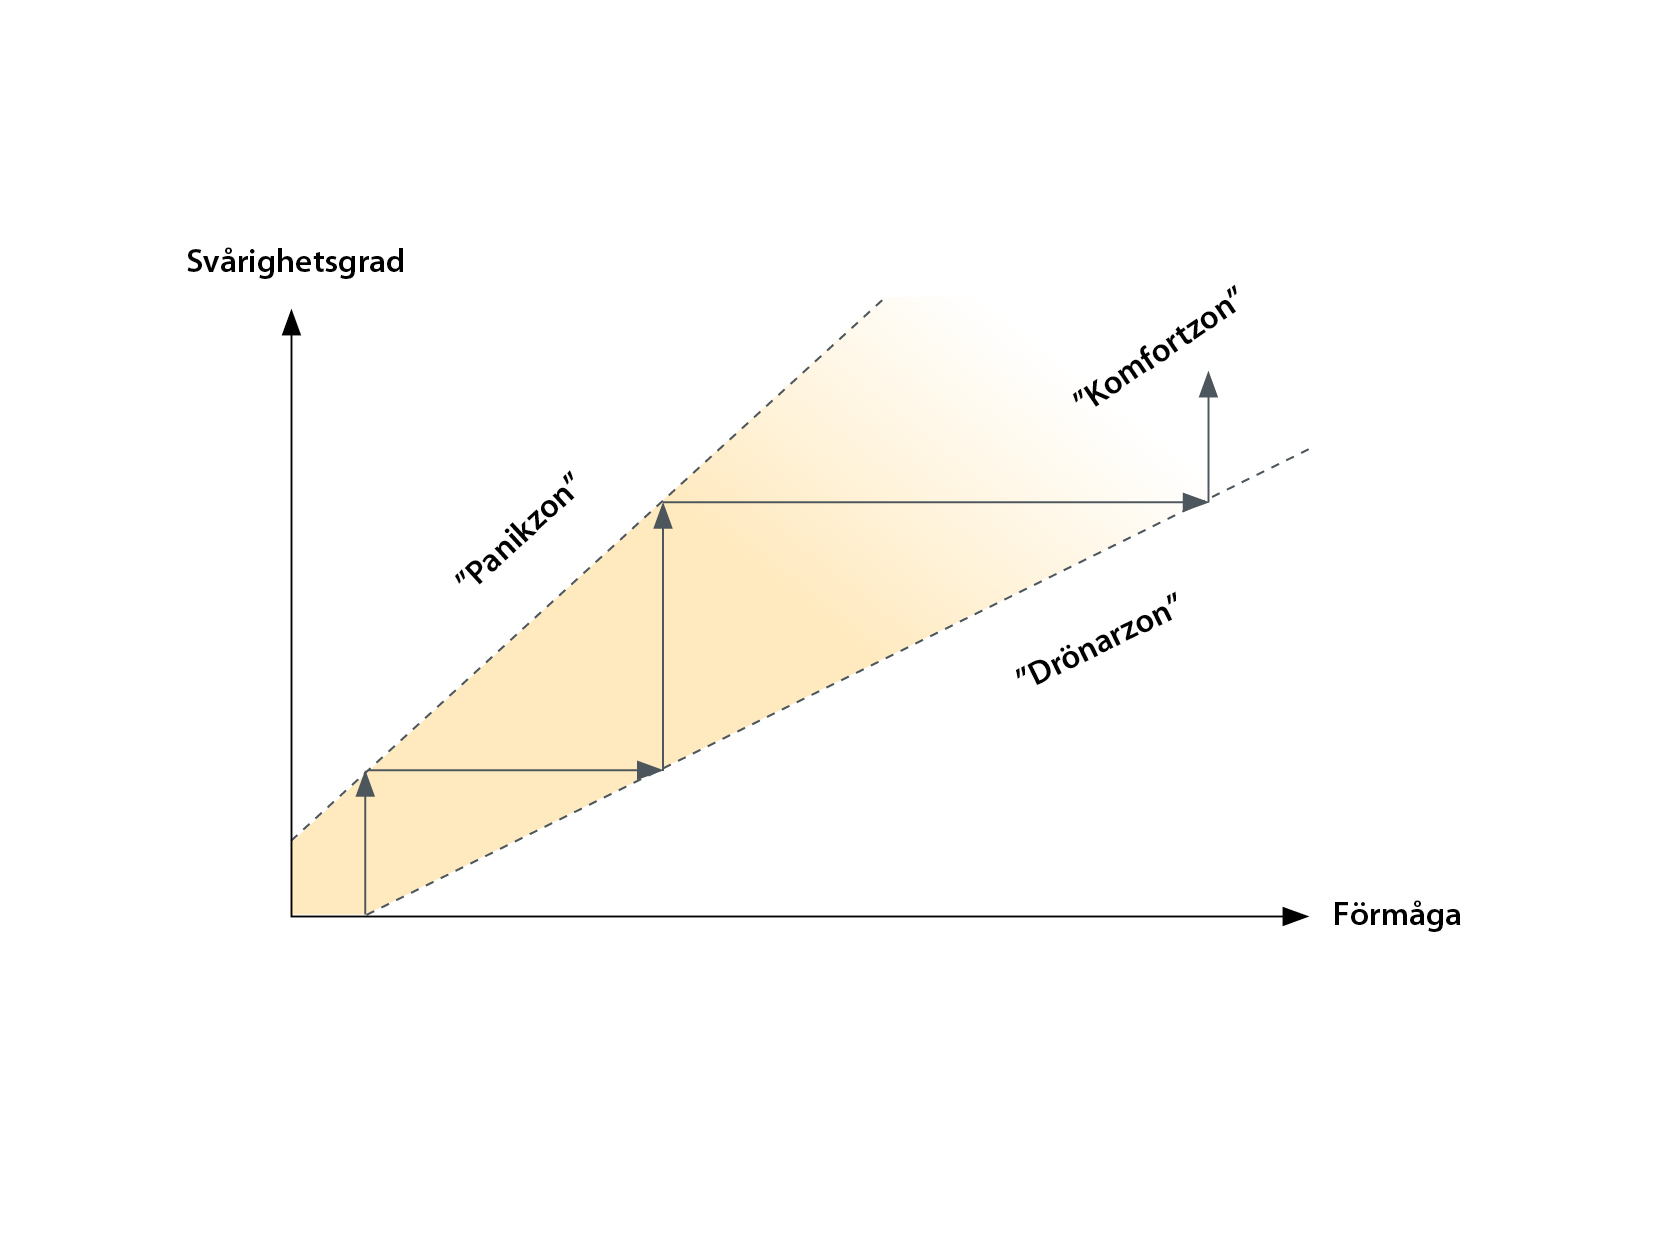 Svårighetsgrad
”Komfortzon”
”Panikzon”
”Drönarzon”
Förmåga